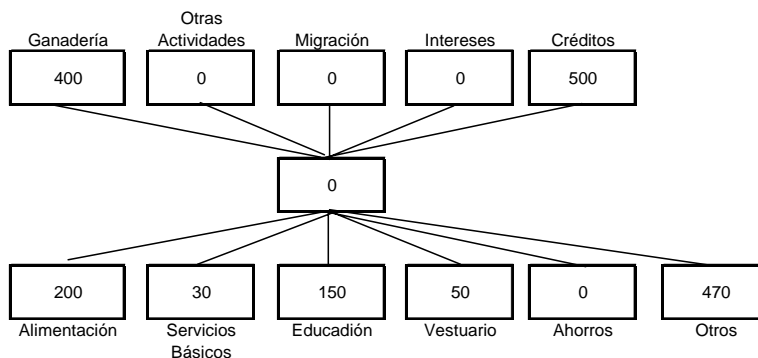 Otras
Ganadería Actividades Migración Intereses Créditos
400 0 0 0 500
0
200 30 150 50 0 470
Alimentación Servicios Educadión Vestuario Ahorros Otros
Básicos